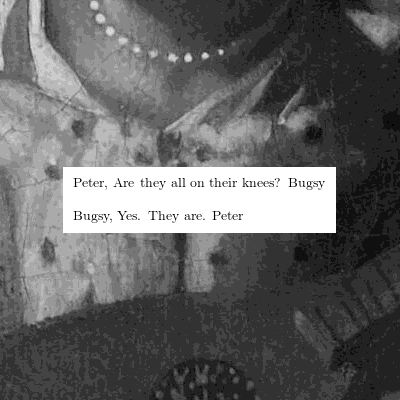 Peter, Are they all on their knees? Bugsy
Bugsy, Yes. They are. Peter